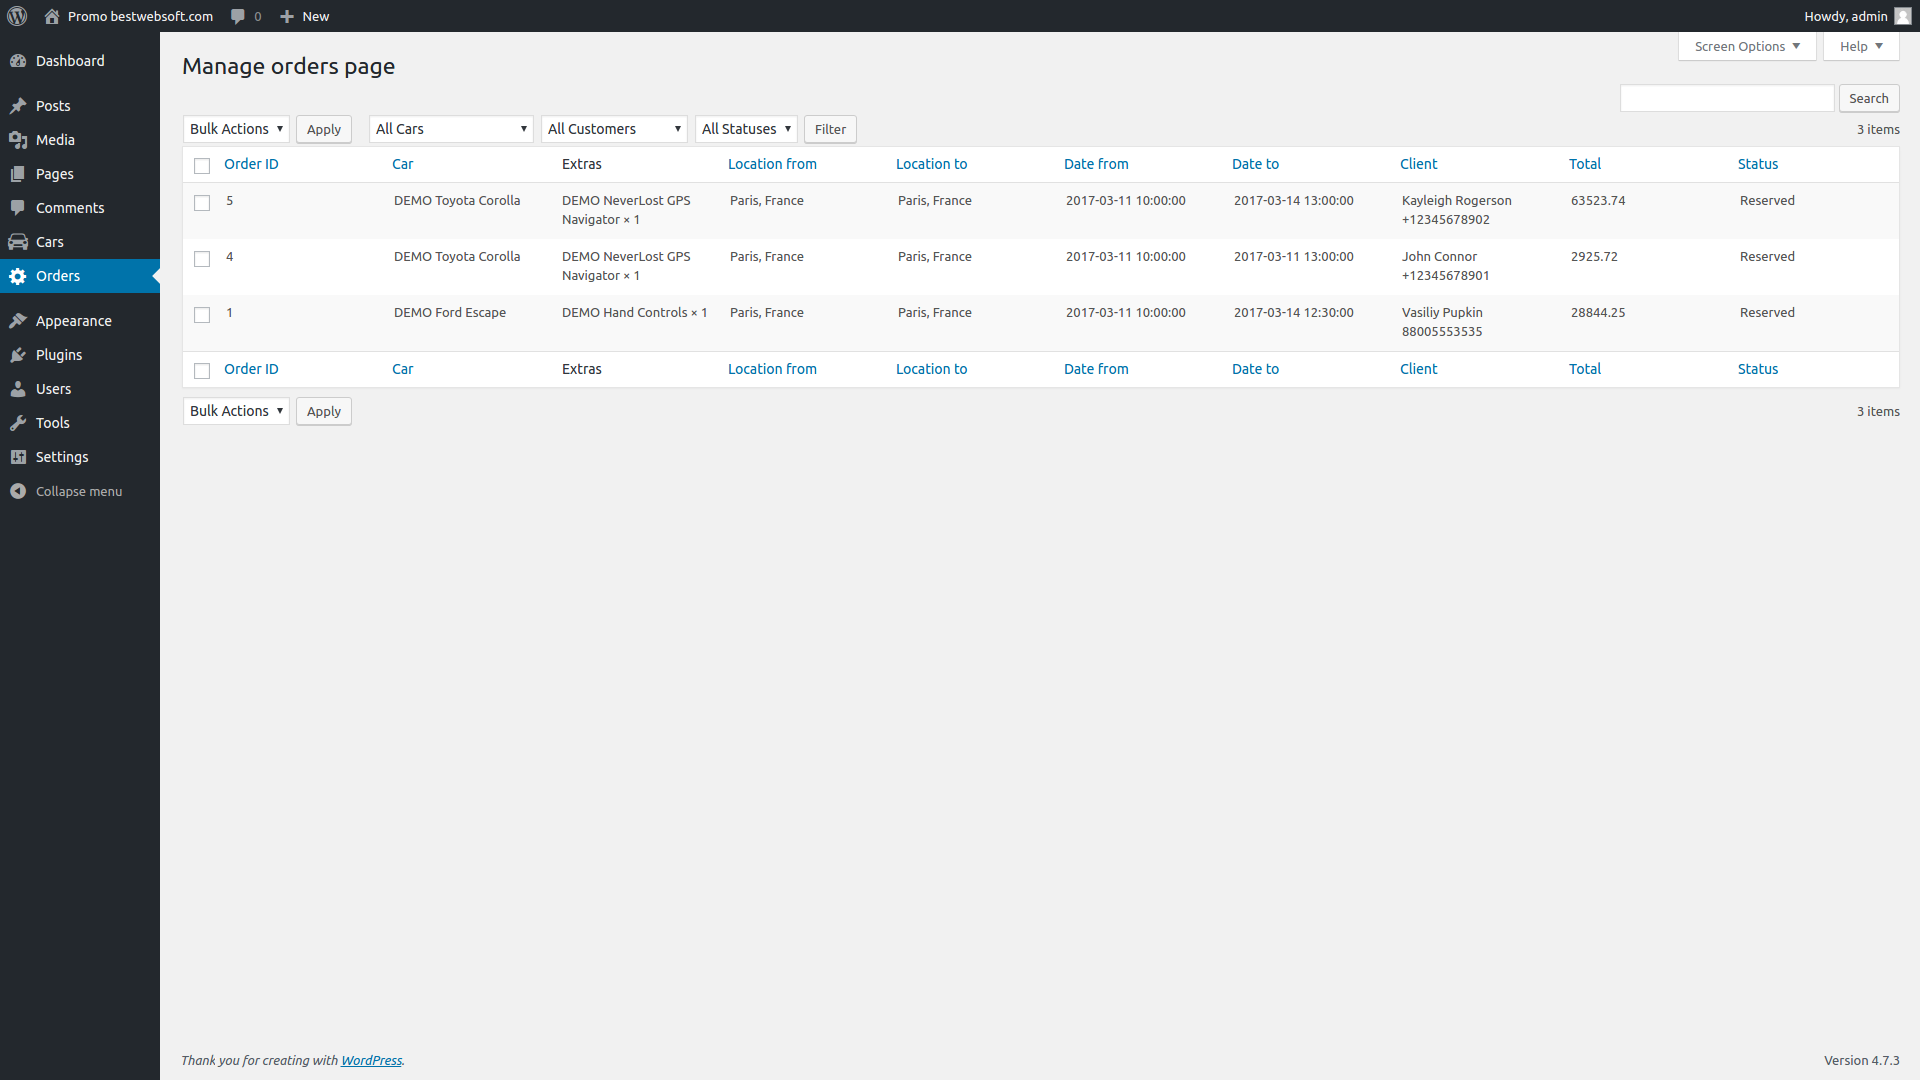 Promo bestwebsoft.com 0 New Howdy, admin
Screen Options Help
Dashboard
Posts
Media
Pages
Comments
Cars
Orders
Appearance
Plugins
Users
Tools
Settings
Collapse menu
Manage orders page
Search
Bulk Actions Apply All Cars All Customers All Statuses Filter 3 items
Order ID Car Extras Location from Location to Date from Date to Client Total Status
5 DEMO Toyota Corolla DEMO NeverLost GPS Paris, France Paris, France 2017-03-11 10:00:00 2017-03-14 13:00:00 Kayleigh Rogerson 63523.74 Reserved
Navigator × 1 +12345678902
4 DEMO Toyota Corolla DEMO NeverLost GPS Paris, France Paris, France 2017-03-11 10:00:00 2017-03-11 13:00:00 John Connor 2925.72 Reserved
Navigator × 1 +12345678901
1 DEMO Ford Escape DEMO Hand Controls × 1 Paris, France Paris, France 2017-03-11 10:00:00 2017-03-14 12:30:00 Vasiliy Pupkin 28844.25 Reserved
88005553535
Order ID Car Extras Location from Location to Date from Date to Client Total Status
Bulk Actions Apply 3 items
Thank you for creating with WordPress. Version 4.7.3